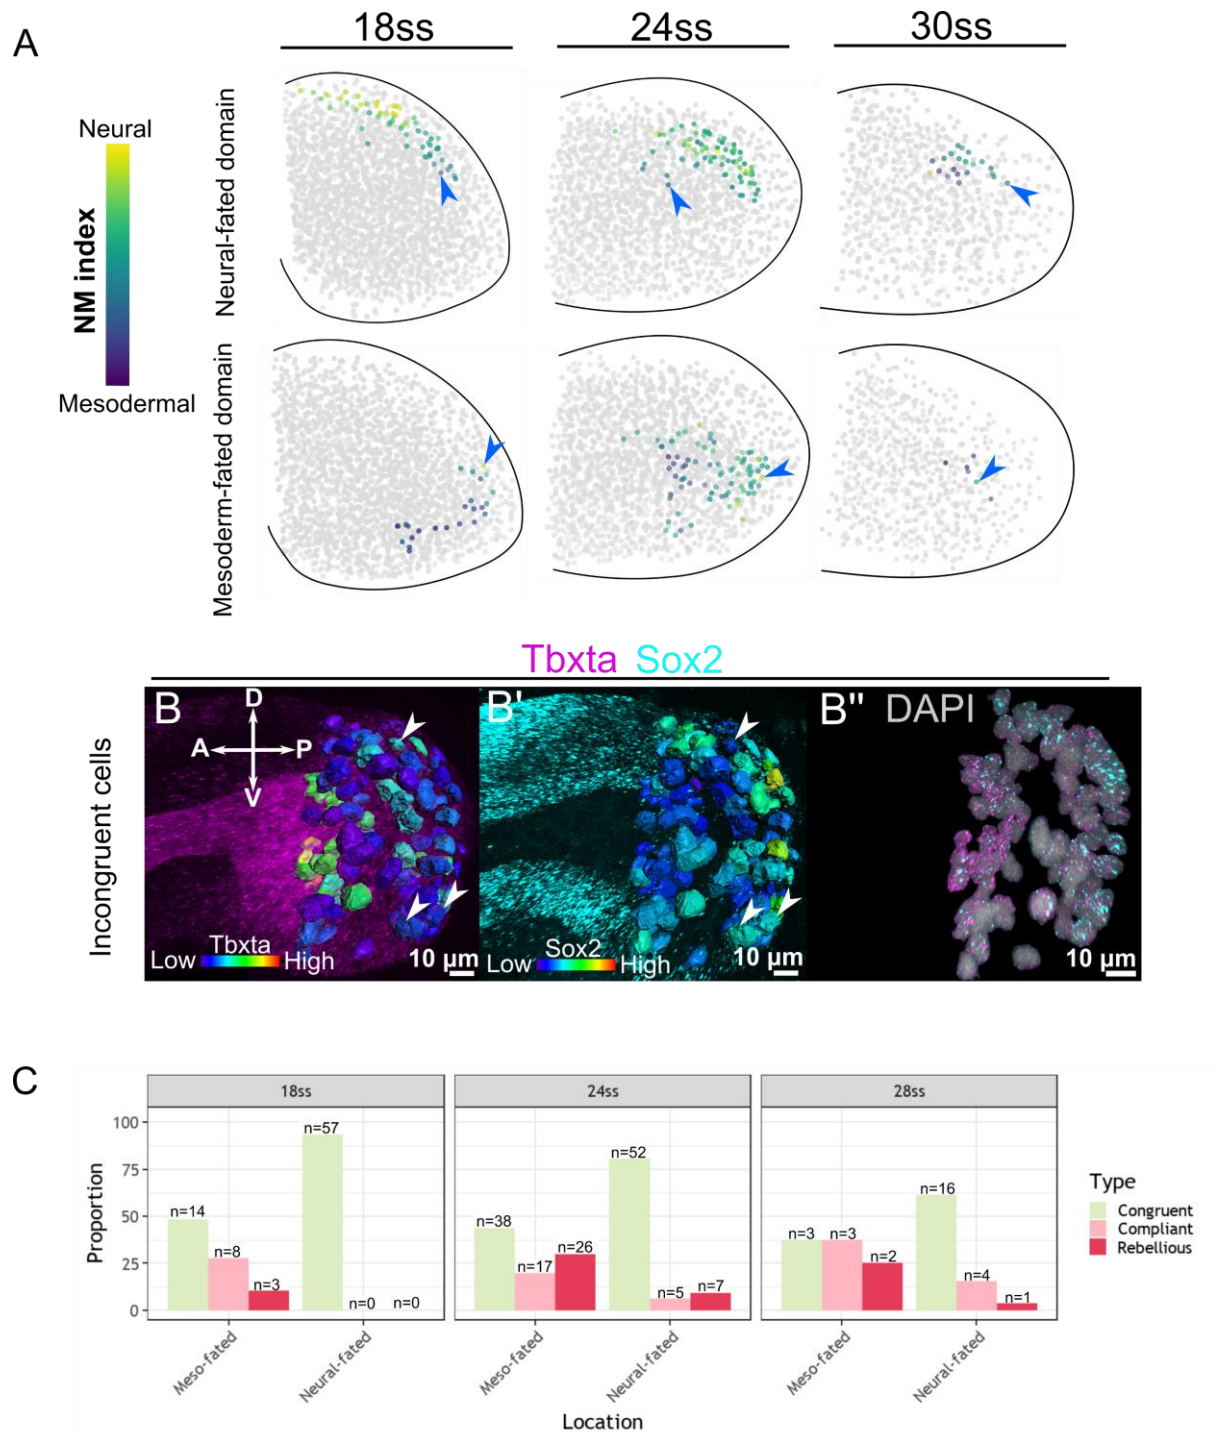 A
18ss
24ss
30ss
Neural
NM index
Mesodermal
Neural-fated domain
Mesoderm-fated domain
Tbxta Sox2
Incongruent cells
B
D
A
P
V
Tbxta
Low
High
10 µm
B'
Sox2
Low
High
10 µm
B" DAPI
10 µm
C
18ss
24ss
28ss
Proportion
100
75
50
25
0
n=14
n=8
n=3
n=57
n=0
n=0
n=38
n=17
n=26
n=52
n=5
n=7
n=3
n=3
n=2
n=16
n=4
n=1
Meso-fated
Neural-fated
Meso-fated
Neural-fated
Meso-fated
Neural-fated
Location
Type
Congruent
Compliant
Rebellious